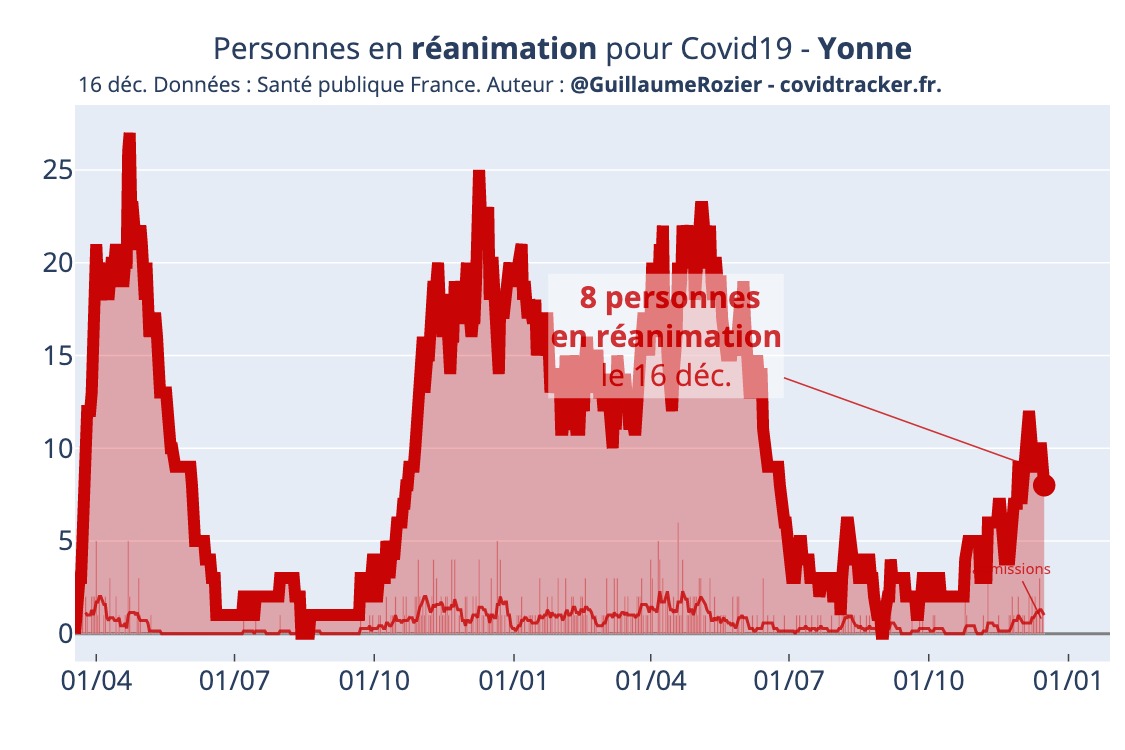 Personnes en réanimation pour Covid19 - Yonne
16 déc. Données : Santé publique France. Auteur : @GuillaumeRozier - covidtracker.fr.
25
20
15
10
5
0
8 personnes
en réanimation
le 16 déc.
01/04
01/07
01/10
01/01
01/04
01/07
01/10
01/01